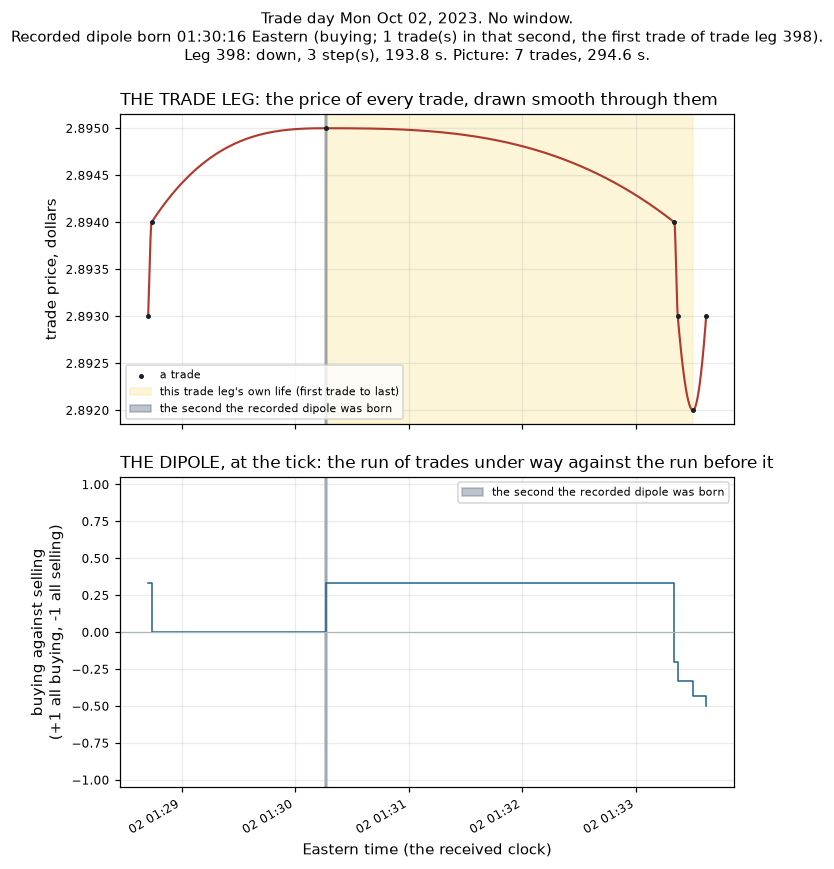 Trade day Mon Oct 02, 2023. No window.
Recorded dipole born 01:30:16 Eastern (buying; 1 trade(s) in that second, the first trade of trade leg 398).
Leg 398: down, 3 step(s), 193.8 s. Picture: 7 trades, 294.6 s.
THE TRADE LEG: the price of every trade, drawn smooth through them
trade price, dollars
2.8950
2.8945
2.8940
2.8935
2.8930
2.8925
2.8920
a trade
this trade leg's own life (first trade to last)
the second the recorded dipole was born
THE DIPOLE, at the tick: the run of trades under way against the run before it
buying against selling
(+1 all buying, -1 all selling)
1.00
0.75
0.50
0.25
0.00
−0.25
−0.50
−0.75
−1.00
the second the recorded dipole was born
02 01:29
02 01:30
02 01:31
02 01:32
02 01:33
Eastern time (the received clock)